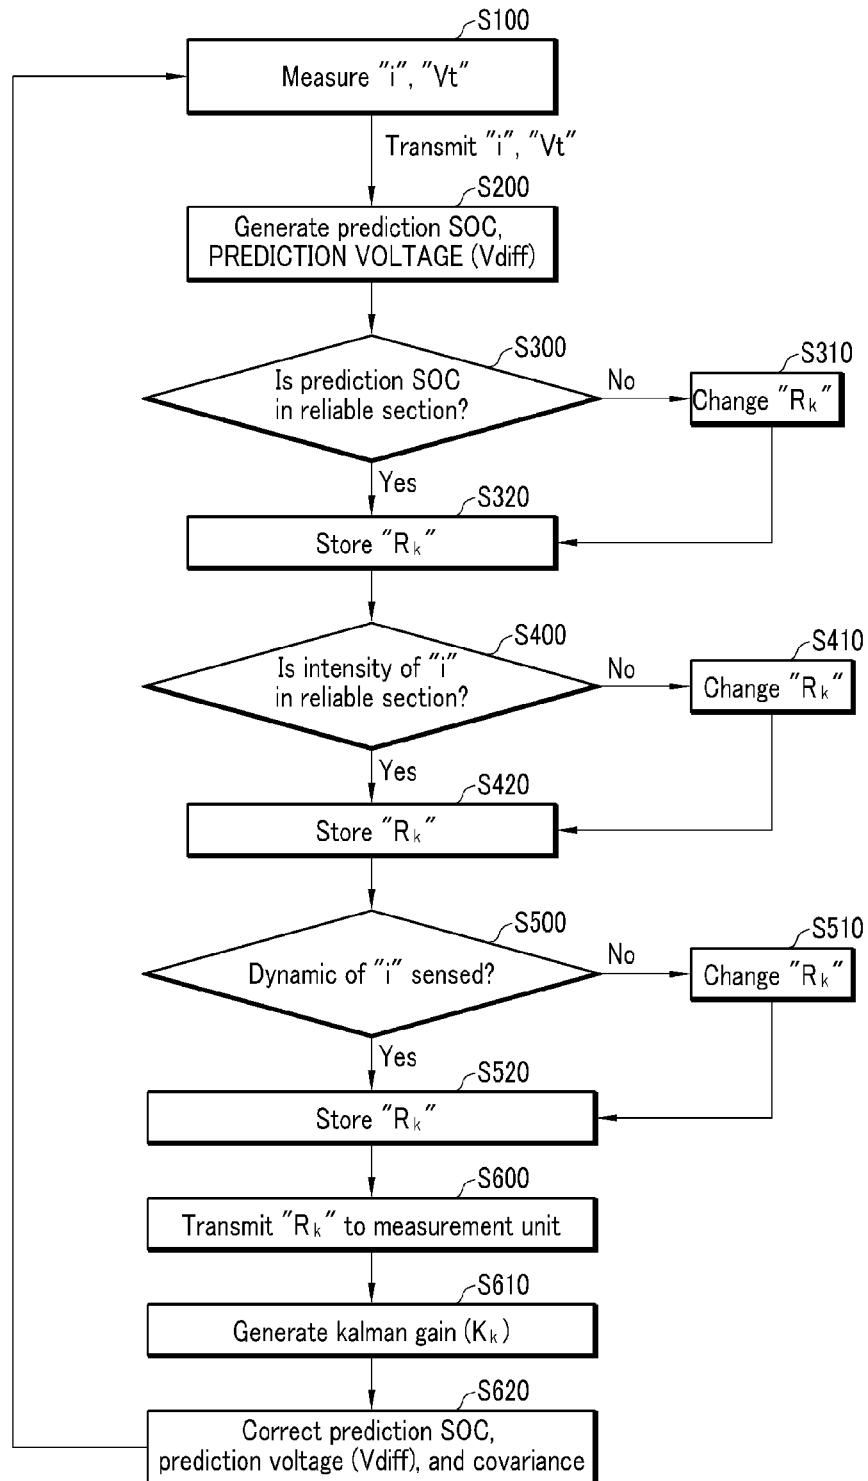 S100
Measure "i", "Vt"
Transmit "i", "Vt"
S200
Generate prediction SOC,
PREDICTION VOLTAGE (Vdiff)
S300
Is prediction SOC
in reliable section?
No
S310
Change "Rk"
Yes
S320
Store "Rk"
S400
Is intensity of "i"
in reliable section?
No
S410
Change "Rk"
Yes
S420
Store "Rk"
S500
Dynamic of "i" sensed?
No
S510
Change "Rk"
Yes
S520
Store "Rk"
S600
Transmit "Rk" to measurement unit
S610
Generate kalman gain (Kk)
S620
Correct prediction SOC,
prediction voltage (Vdiff), and covariance